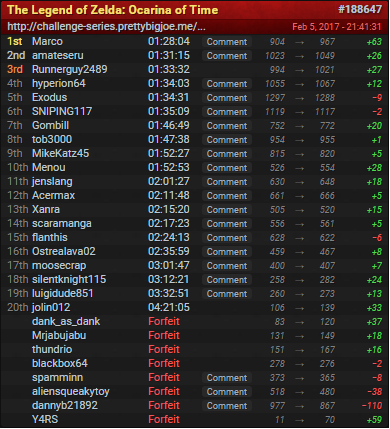 The Legend of Zelda: Ocarina of Time #188647
http://challenge-series.prettybigjoe.me/... Feb 5, 2017 - 21:41:31
1st Marco 01:28:04 Comment 904 → 967 +63
2nd amateseru 01:31:15 Comment 1023 → 1049 +26
3rd Runnerguy2489 01:33:32 994 → 1021 +27
4th hyperion64 01:34:03 Comment 1055 → 1067 +12
5th Exodus 01:34:31 Comment 1297 → 1288 −9
6th SNIPING117 01:35:09 Comment 1119 → 1117 −2
7th Gombill 01:46:49 Comment 752 → 772 +20
8th tob3000 01:47:38 Comment 954 → 955 +1
9th MikeKatz45 01:52:27 Comment 815 → 820 +5
10th Menou 01:52:53 Comment 526 → 554 +28
11th jenslang 02:01:27 Comment 630 → 648 +18
12th Acermax 02:11:48 Comment 661 → 666 +5
13th Xanra 02:15:20 Comment 505 → 520 +15
14th scaramanga 02:17:23 Comment 556 → 561 +5
15th flanthis 02:24:13 Comment 628 → 622 −6
16th Ostrealava02 02:35:59 Comment 459 → 467 +8
17th moosecrap 03:01:47 Comment 400 → 407 +7
18th silentknight115 03:12:21 Comment 258 → 282 +24
19th luigidude851 03:32:51 Comment 260 → 273 +13
20th jolin012 04:21:05 106 → 139 +33
dank_as_dank Forfeit 83 → 120 +37
Mrjabujabu Forfeit 131 → 149 +18
thundrio Forfeit 151 → 167 +16
blackbox64 Forfeit 278 → 276 −2
spamminn Forfeit Comment 373 → 365 −8
aliensqueakytoy Forfeit Comment 518 → 480 −38
dannyb21892 Forfeit Comment 977 → 867 −110
Y4RS Forfeit 11 → 70 +59